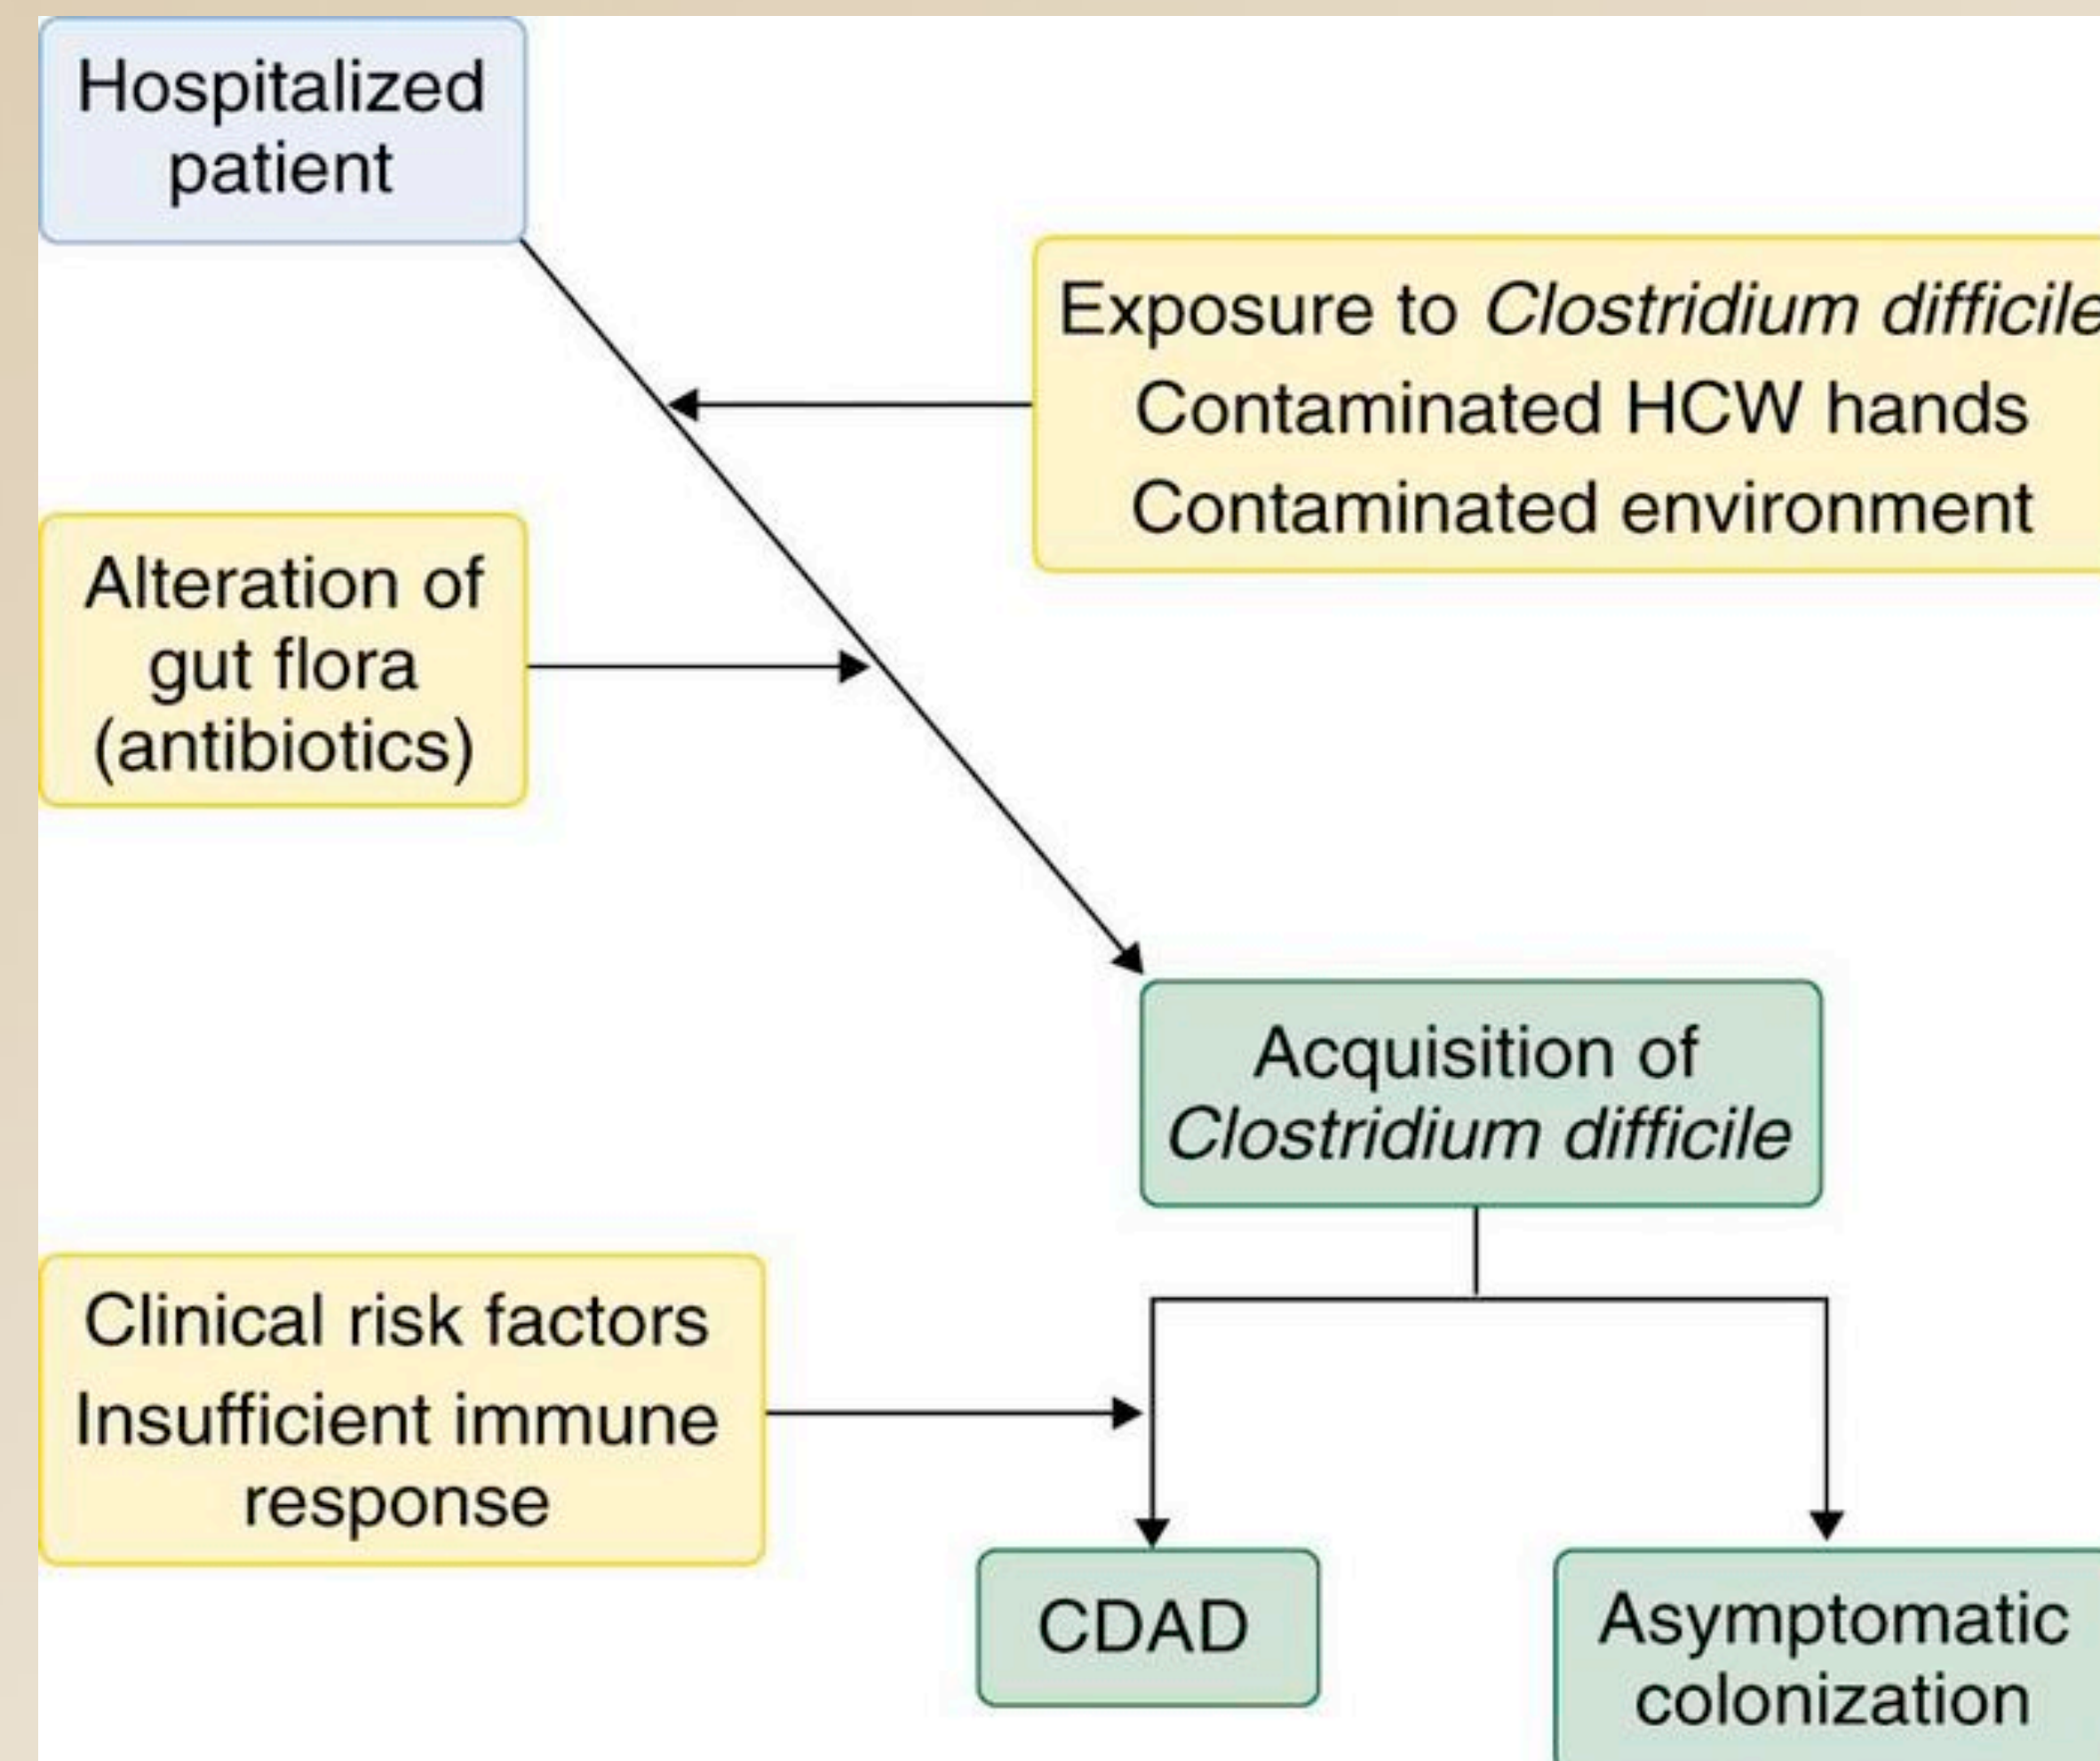 Hospitalized
patient
Exposure to Clostridium difficile
Contaminated HCW hands
Contaminated environment
Alteration of
gut flora
(antibiotics)
Acquisition of
Clostridium difficile
Clinical risk factors
Insufficient immune
response
CDAD
Asymptomatic
colonization